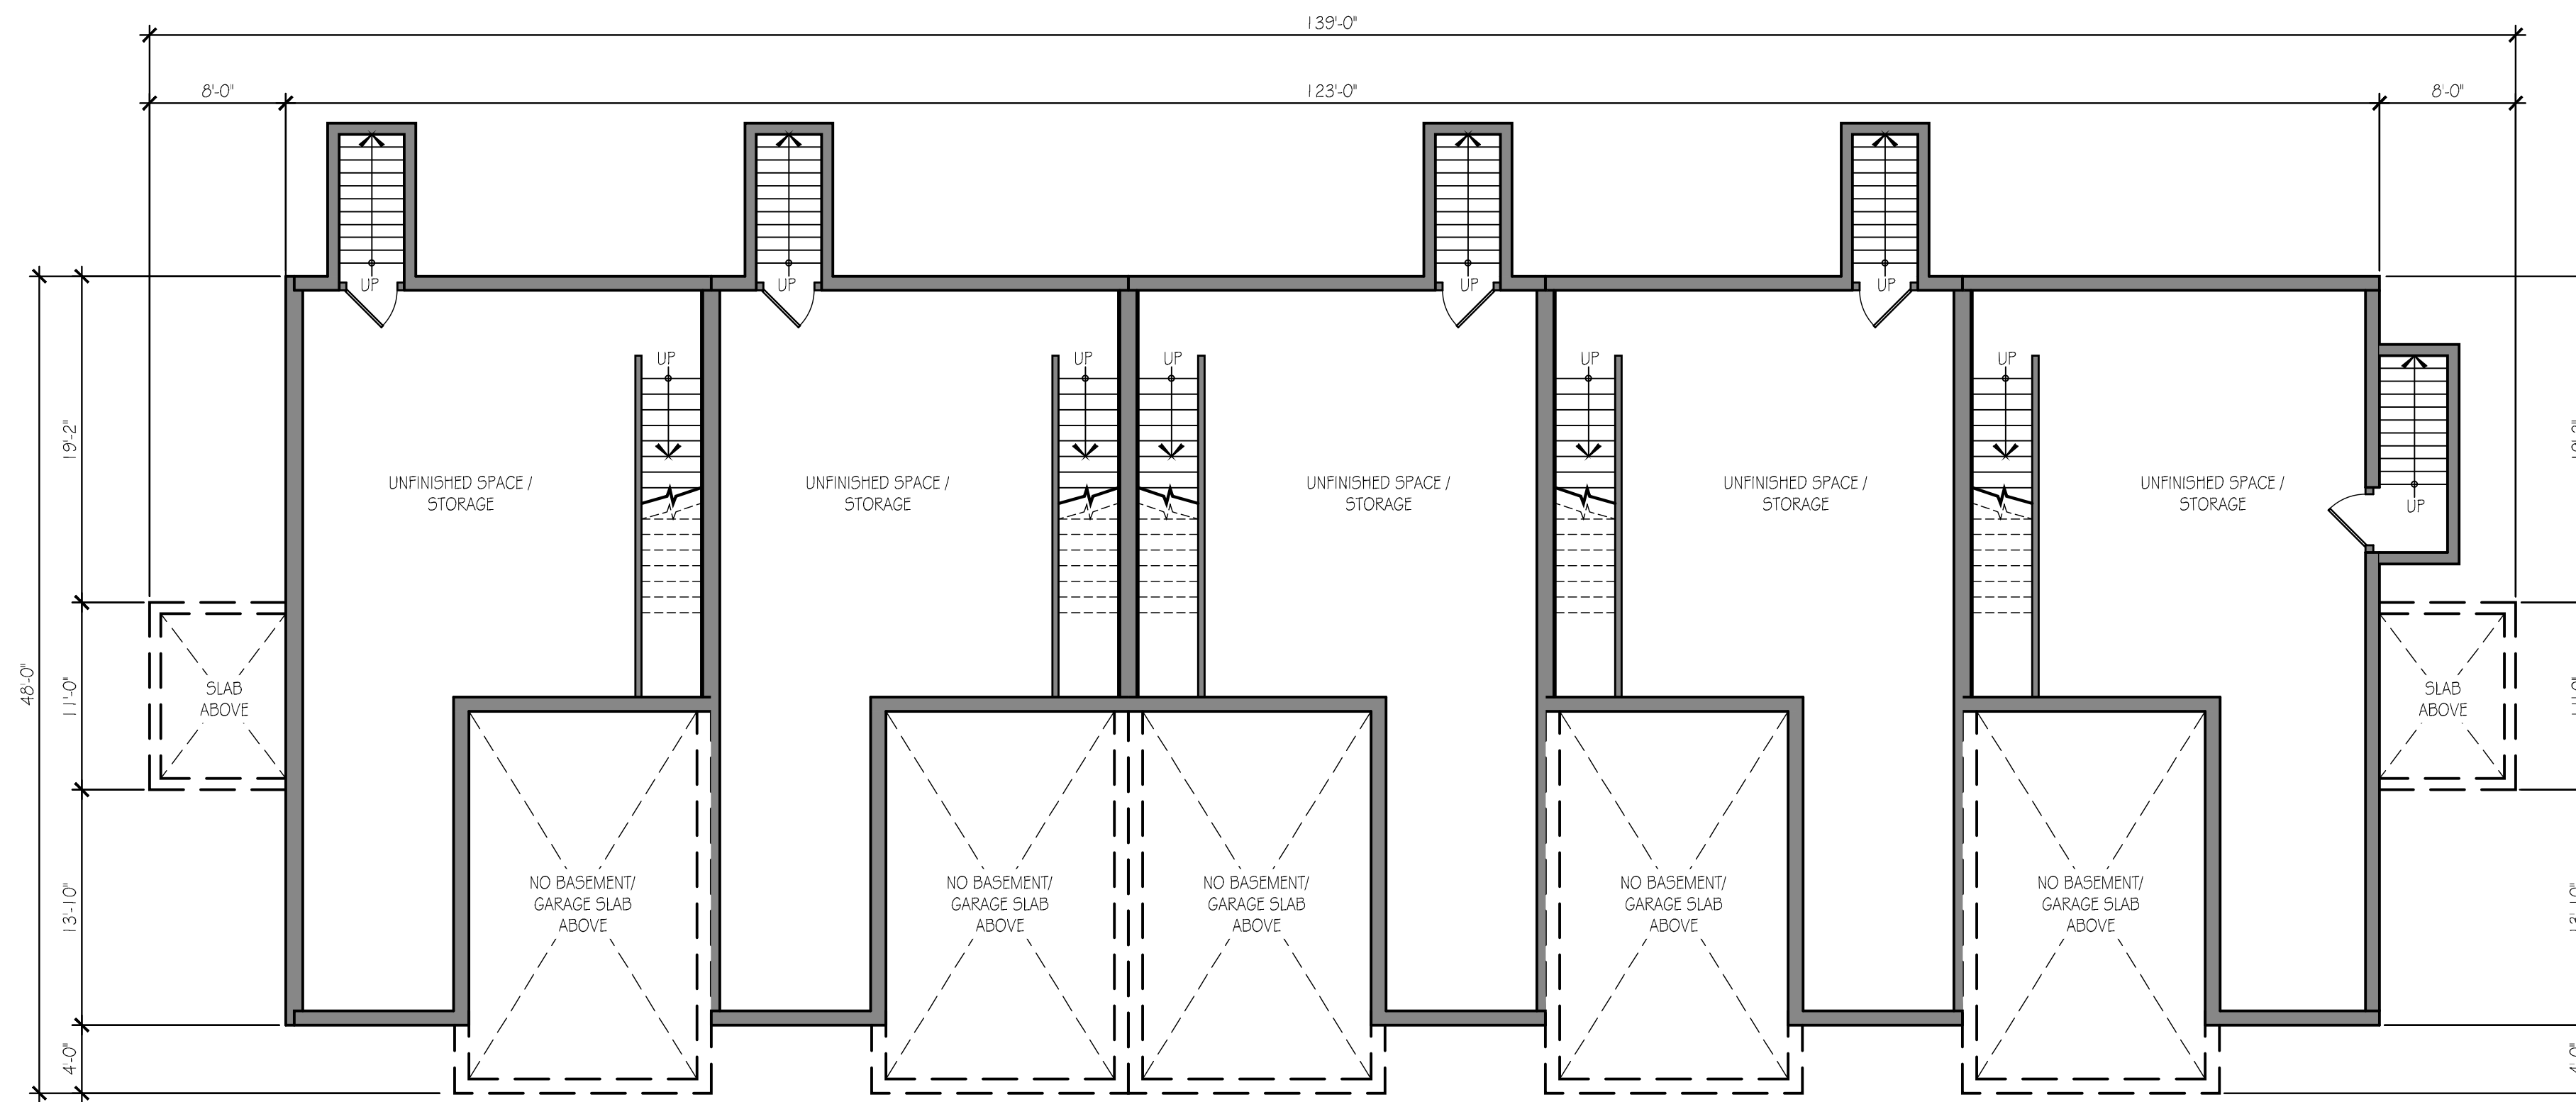 139'-0"
8'-0"
123'-0"
8'-0"
UP
UP
UP
UP
UP
UP
UP
UP
UP
19'-2"
UNFINISHED SPACE /
STORAGE
UNFINISHED SPACE /
STORAGE
UNFINISHED SPACE /
STORAGE
UNFINISHED SPACE /
STORAGE
UNFINISHED SPACE /
STORAGE
UP
48'-0"
11'-0"
SLAB
ABOVE
SLAB
ABOVE
13'-10"
NO BASEMENT/
GARAGE SLAB
ABOVE
NO BASEMENT/
GARAGE SLAB
ABOVE
NO BASEMENT/
GARAGE SLAB
ABOVE
NO BASEMENT/
GARAGE SLAB
ABOVE
NO BASEMENT/
GARAGE SLAB
ABOVE
4'-0"